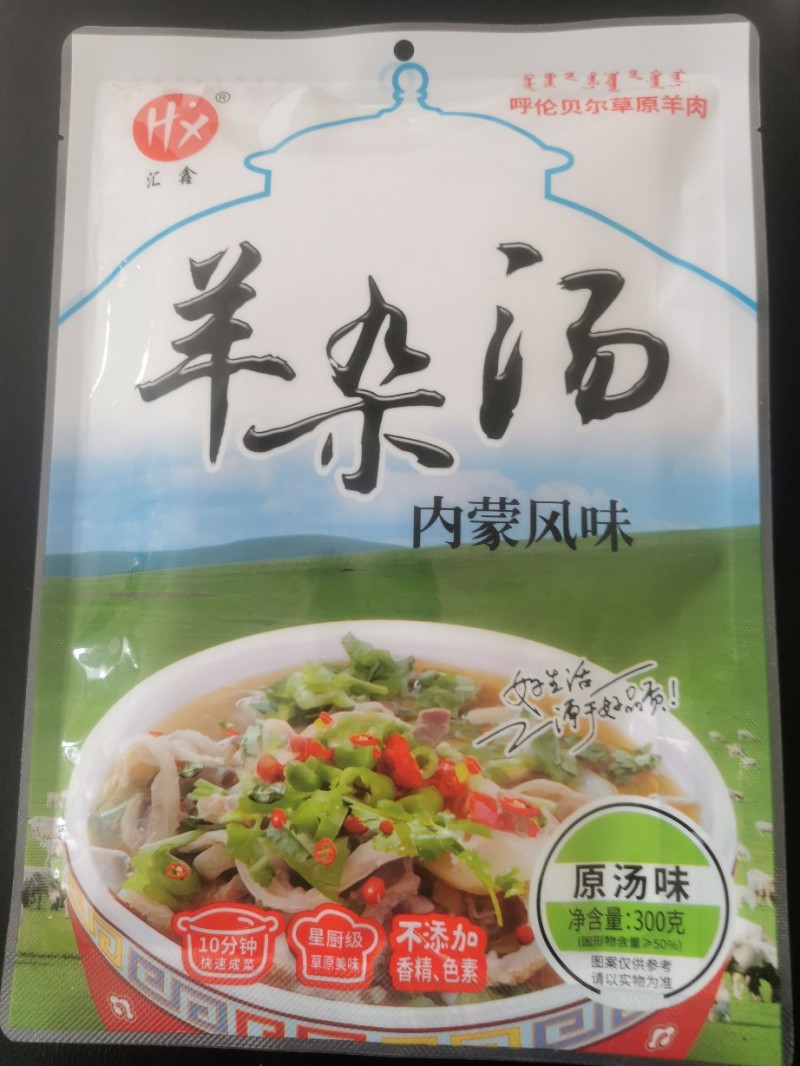 HX®
汇鑫
呼伦贝尔草原羊肉
羊杂汤
内蒙风味
好生活
源于好品质!
原汤味
净含量:300克
(固形物含量≥50%)
图案仅供参考
请以实物为准
10分钟
快速成菜
星厨级
草原美味
不添加
香精、色素